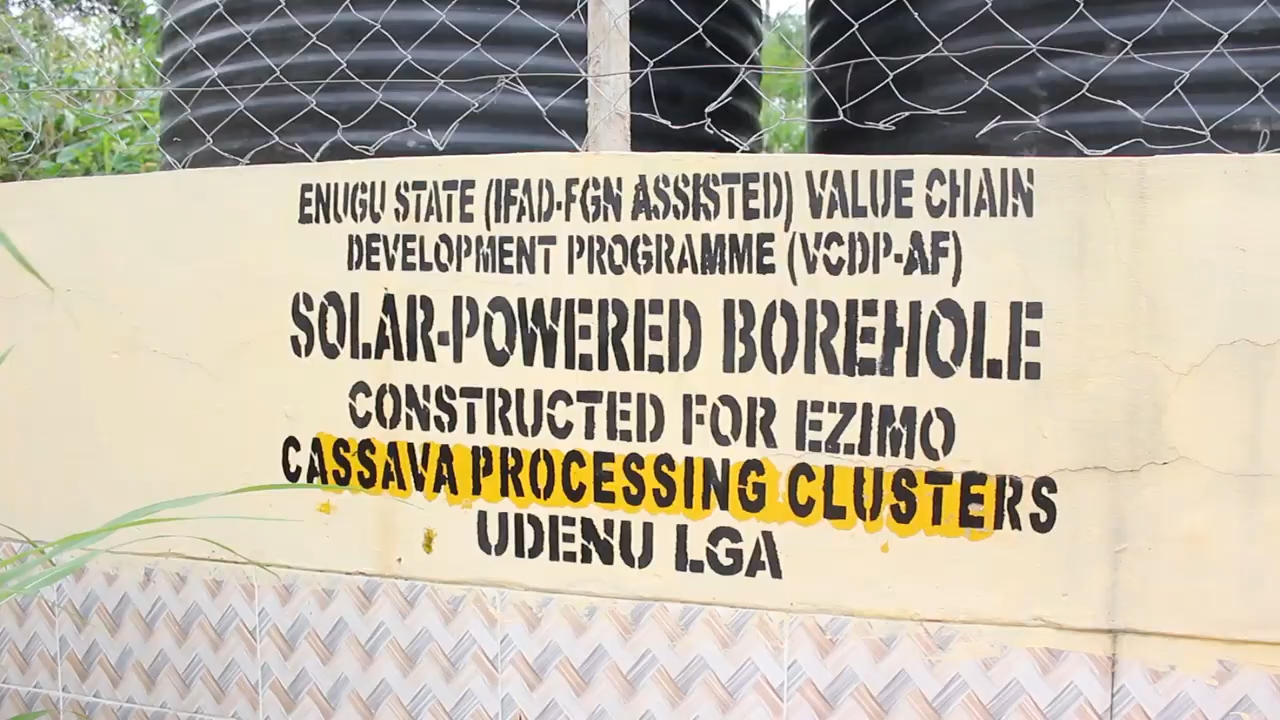 ENUGU STATE (IFAD-FGN ASSISTED) VALUE CHAIN
DEVELOPMENT PROGRAMME (VCDP-AF)
SOLAR-POWERED BOREHOLE
CONSTRUCTED FOR EZIMO
CASSAVA PROCESSING CLUSTERS
UDENU LGA